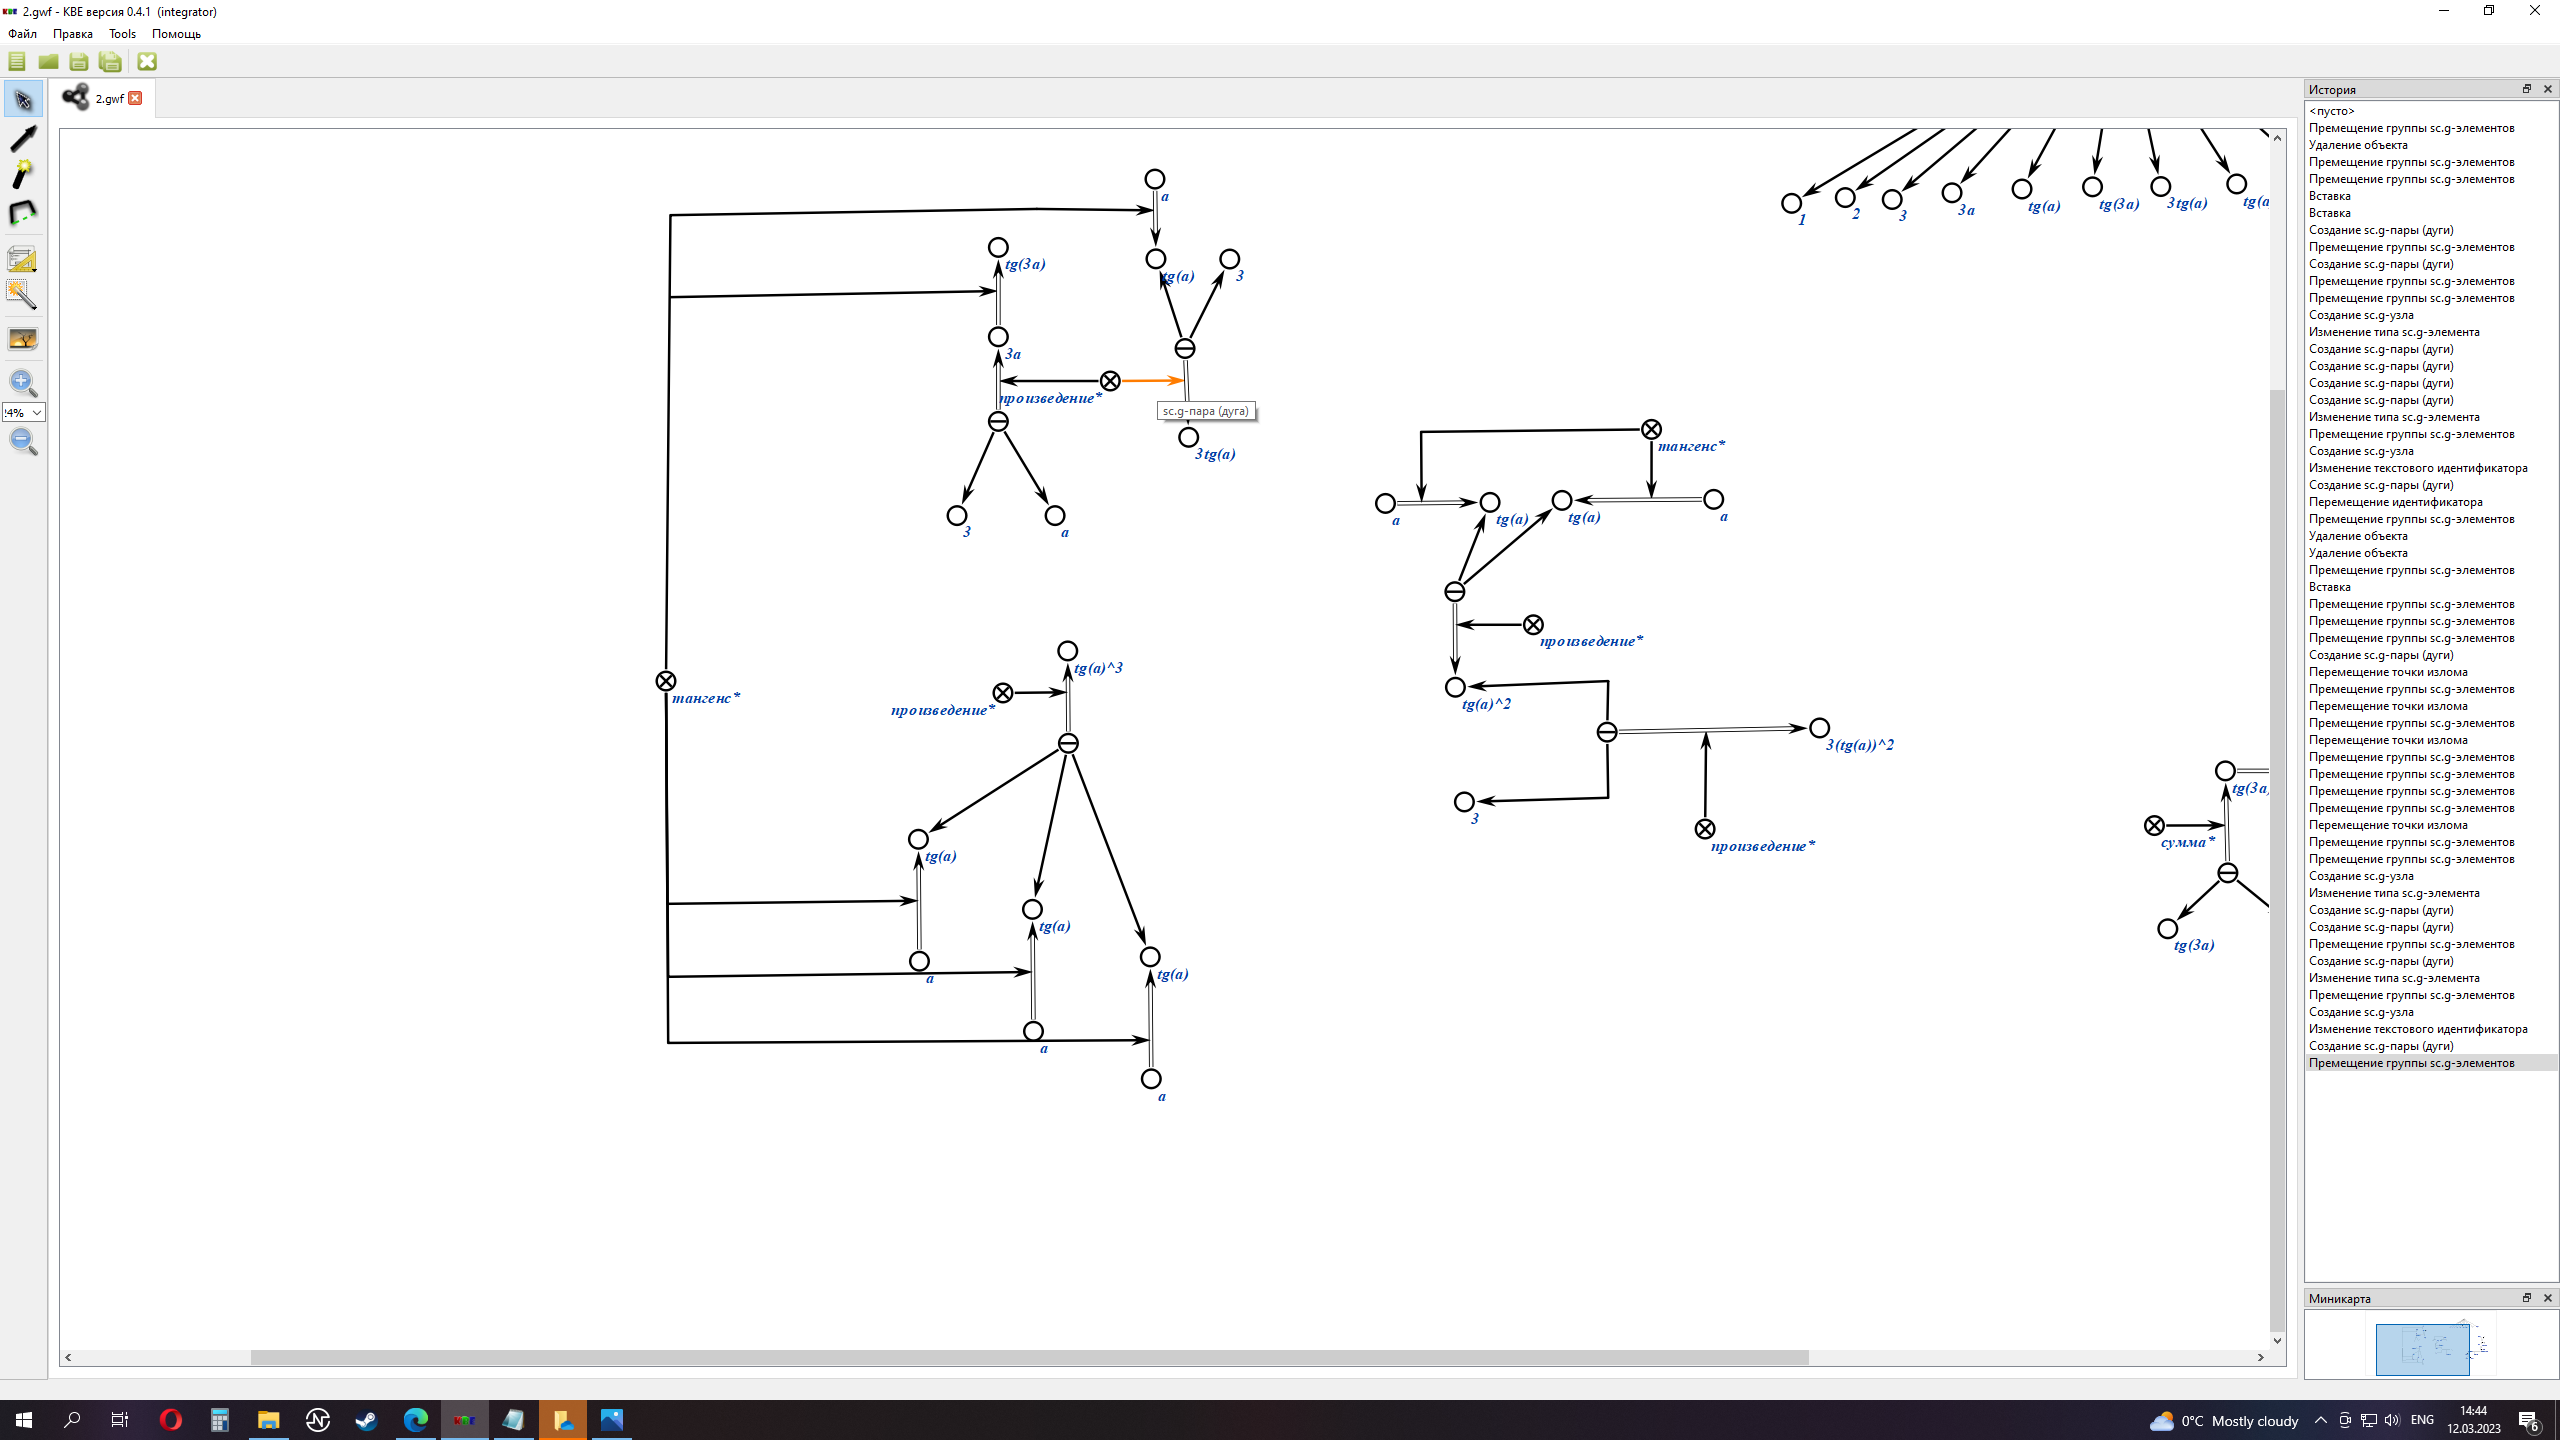 2.gwf - KBE версия 0.4.1 (integrator)
Файл Правка Tools Помощь
2.gwf
4%
a
tg(3a)
tg(a)
3
3a
произведение*
sc.g-пара (дуга)
3tg(a)
3
a
тангенс*
tg(a)^3
произведение*
tg(a)
a
tg(a)
a
tg(a)
a
1
2
3
3a
tg(a)
tg(3a)
3tg(a)
тангенс*
a
tg(a)
tg(a)
a
произведение*
tg(a)^2
3(tg(a))^2
3
произведение*
сумма*
tg(3a)
История
<пусто>
Премещение группы sc.g-элементов
Удаление объекта
Премещение группы sc.g-элементов
Премещение группы sc.g-элементов
Вставка
Вставка
Создание sc.g-пары (дуги)
Премещение группы sc.g-элементов
Создание sc.g-пары (дуги)
Премещение группы sc.g-элементов
Премещение группы sc.g-элементов
Создание sc.g-узла
Изменение типа sc.g-элемента
Создание sc.g-пары (дуги)
Создание sc.g-пары (дуги)
Создание sc.g-пары (дуги)
Создание sc.g-пары (дуги)
Изменение типа sc.g-элемента
Премещение группы sc.g-элементов
Создание sc.g-узла
Изменение текстового идентификатора
Создание sc.g-пары (дуги)
Перемещение идентификатора
Премещение группы sc.g-элементов
Удаление объекта
Удаление объекта
Премещение группы sc.g-элементов
Вставка
Премещение группы sc.g-элементов
Премещение группы sc.g-элементов
Премещение группы sc.g-элементов
Создание sc.g-пары (дуги)
Перемещение точки излома
Премещение группы sc.g-элементов
Перемещение точки излома
Премещение группы sc.g-элементов
Перемещение точки излома
Премещение группы sc.g-элементов
Премещение группы sc.g-элементов
Премещение группы sc.g-элементов
Премещение группы sc.g-элементов
Перемещение точки излома
Премещение группы sc.g-элементов
Премещение группы sc.g-элементов
Создание sc.g-узла
Изменение типа sc.g-элемента
Создание sc.g-пары (дуги)
Создание sc.g-пары (дуги)
Премещение группы sc.g-элементов
Создание sc.g-пары (дуги)
Изменение типа sc.g-элемента
Премещение группы sc.g-элементов
Создание sc.g-узла
Изменение текстового идентификатора
Создание sc.g-пары (дуги)
Премещение группы sc.g-элементов
Миникарта
KBE
0°C Mostly cloudy
ENG
14:44
12.03.2023
6